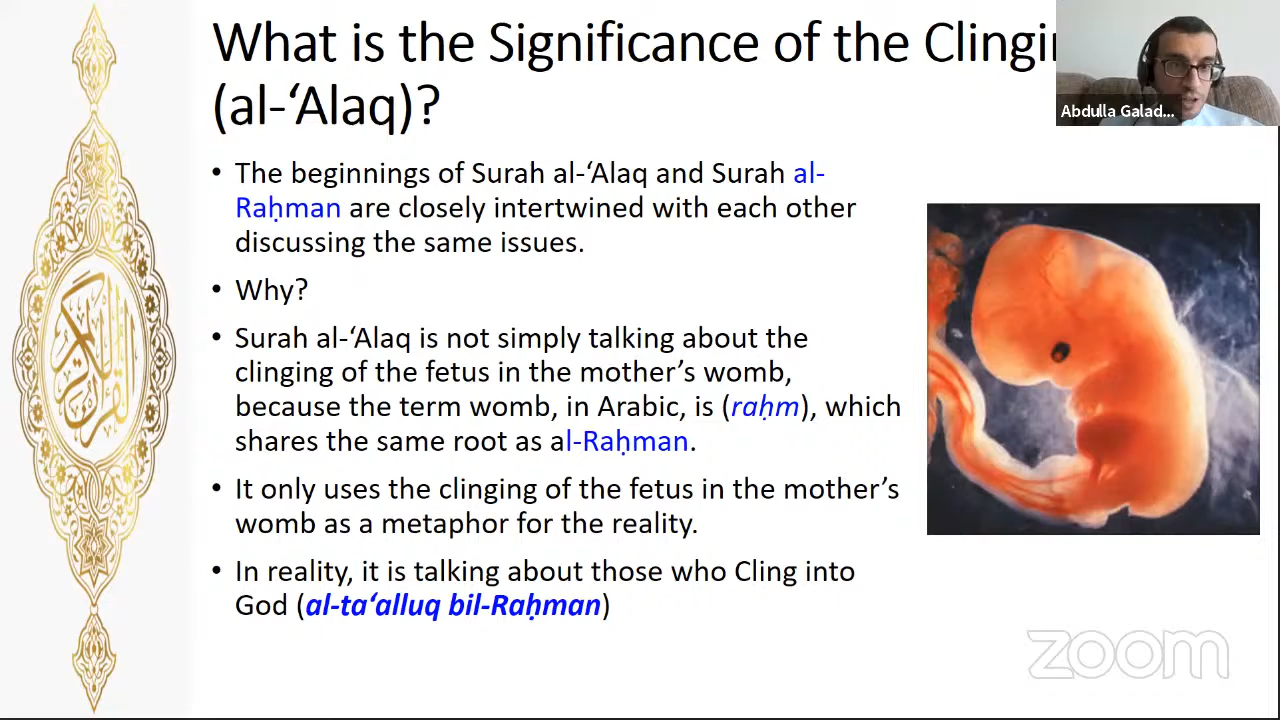 What is the Significance of the Clingi
(al-‘Alaq)?
Abdulla Galad...
• The beginnings of Surah al-‘Alaq and Surah al-
Raḥman are closely intertwined with each other
discussing the same issues.
• Why?
• Surah al-‘Alaq is not simply talking about the
clinging of the fetus in the mother’s womb,
because the term womb, in Arabic, is (raḥm), which
shares the same root as al-Raḥman.
• It only uses the clinging of the fetus in the mother’s
womb as a metaphor for the reality.
• In reality, it is talking about those who Cling into
God (al-ta‘alluq bil-Raḥman)
zoom